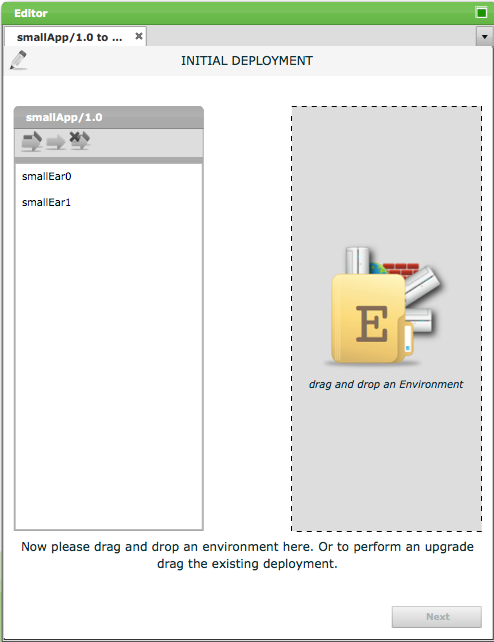 Editor
smallApp/1.0 to ...
INITIAL DEPLOYMENT
smallApp/1.0
smallEar0
smallEar1
E
drag and drop an Environment
Now please drag and drop an environment here. Or to perform an upgrade
drag the existing deployment.
Next